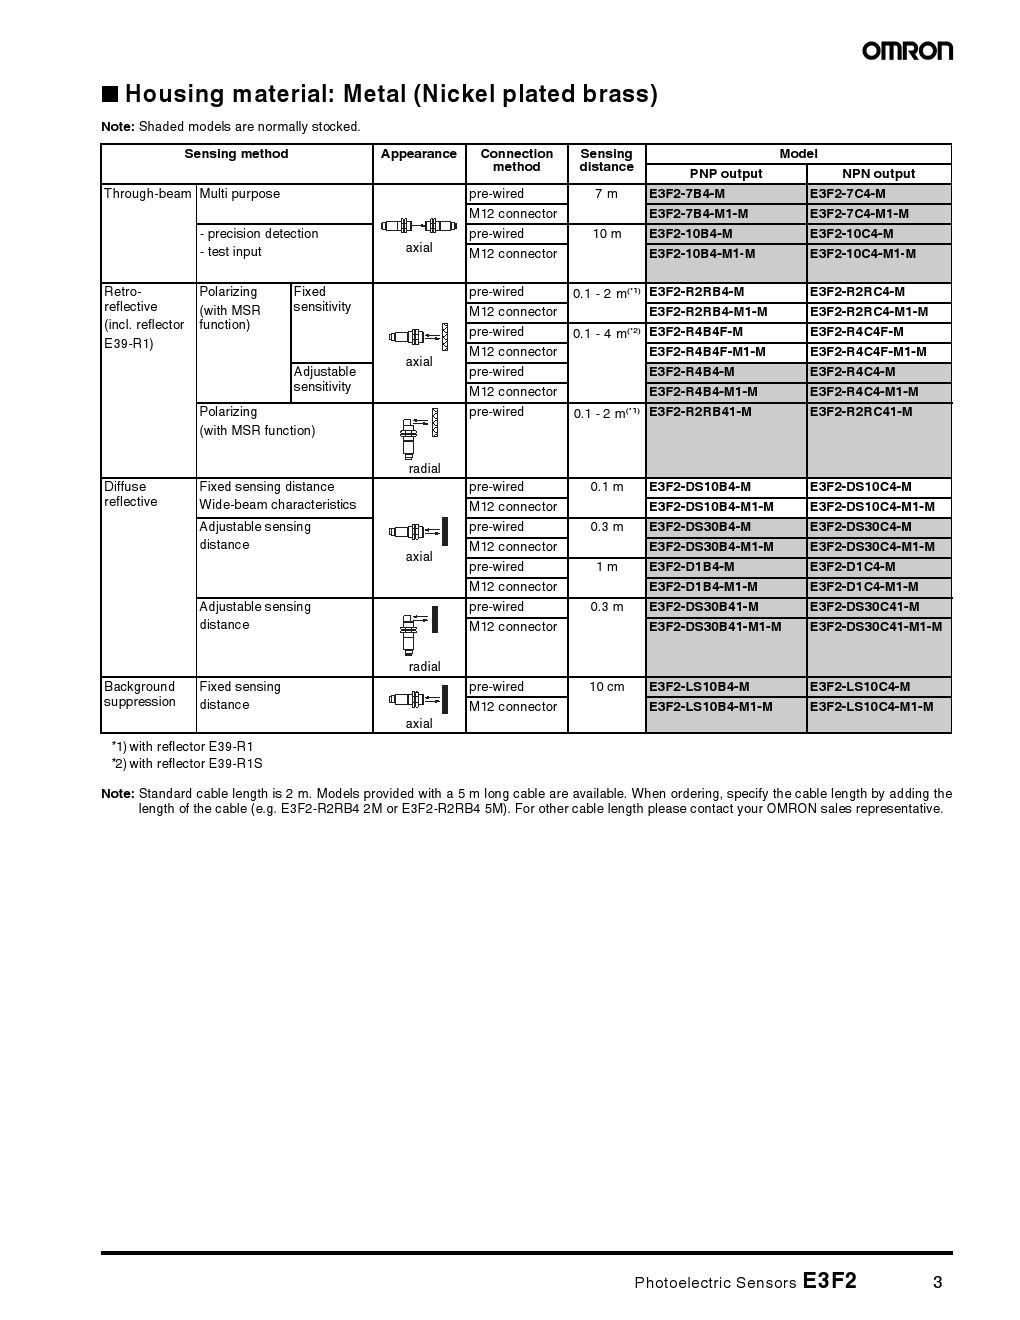 OMRON
■ Housing material: Metal (Nickel plated brass)
Note: Shaded models are normally stocked.
Sensing method Appearance Connection method Sensing distance Model
PNP output NPN output
Through-beam Multi purpose axial pre-wired 7 m E3F2-7B4-M E3F2-7C4-M
M12 connector E3F2-7B4-M1-M E3F2-7C4-M1-M
- precision detection pre-wired 10 m E3F2-10B4-M E3F2-10C4-M
- test input M12 connector E3F2-10B4-M1-M E3F2-10C4-M1-M
Retro-reflective (incl. reflector E39-R1) Polarizing (with MSR function) Fixed sensitivity axial pre-wired 0.1 - 2 m(*1) E3F2-R2RB4-M E3F2-R2RC4-M
M12 connector E3F2-R2RB4-M1-M E3F2-R2RC4-M1-M
pre-wired 0.1 - 4 m(*2) E3F2-R4B4F-M E3F2-R4C4F-M
M12 connector E3F2-R4B4F-M1-M E3F2-R4C4F-M1-M
Adjustable sensitivity pre-wired E3F2-R4B4-M E3F2-R4C4-M
M12 connector E3F2-R4B4-M1-M E3F2-R4C4-M1-M
Polarizing (with MSR function) radial pre-wired 0.1 - 2 m(*1) E3F2-R2RB41-M E3F2-R2RC41-M
Diffuse reflective Fixed sensing distance axial pre-wired 0.1 m E3F2-DS10B4-M E3F2-DS10C4-M
Wide-beam characteristics M12 connector E3F2-DS10B4-M1-M E3F2-DS10C4-M1-M
Adjustable sensing distance pre-wired 0.3 m E3F2-DS30B4-M E3F2-DS30C4-M
M12 connector E3F2-DS30B4-M1-M E3F2-DS30C4-M1-M
pre-wired 1 m E3F2-D1B4-M E3F2-D1C4-M
M12 connector E3F2-D1B4-M1-M E3F2-D1C4-M1-M
Adjustable sensing distance radial pre-wired 0.3 m E3F2-DS30B41-M E3F2-DS30C41-M
M12 connector E3F2-DS30B41-M1-M E3F2-DS30C41-M1-M
Background suppression Fixed sensing distance axial pre-wired 10 cm E3F2-LS10B4-M E3F2-LS10C4-M
M12 connector E3F2-LS10B4-M1-M E3F2-LS10C4-M1-M
*1) with reflector E39-R1
*2) with reflector E39-R1S
Note: Standard cable length is 2 m. Models provided with a 5 m long cable are available. When ordering, specify the cable length by adding the
length of the cable (e.g. E3F2-R2RB4 2M or E3F2-R2RB4 5M). For other cable length please contact your OMRON sales representative.
Photoelectric Sensors E3F2 3